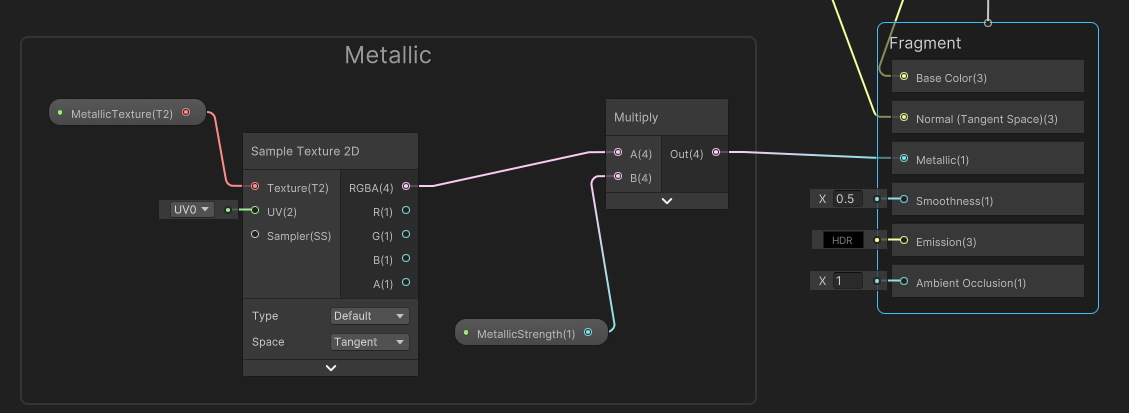 Metallic
MetallicTexture(T2)
Sample Texture 2D
Texture(T2)
RGBA(4)
UV0
UV(2)
R(1)
Sampler(SS)
G(1)
B(1)
A(1)
Type
Default
Space
Tangent
Multiply
A(4)
Out(4)
B(4)
MetallicStrength(1)
Fragment
Base Color(3)
Normal (Tangent Space)(3)
Metallic(1)
X 0.5
Smoothness(1)
HDR
Emission(3)
X 1
Ambient Occlusion(1)